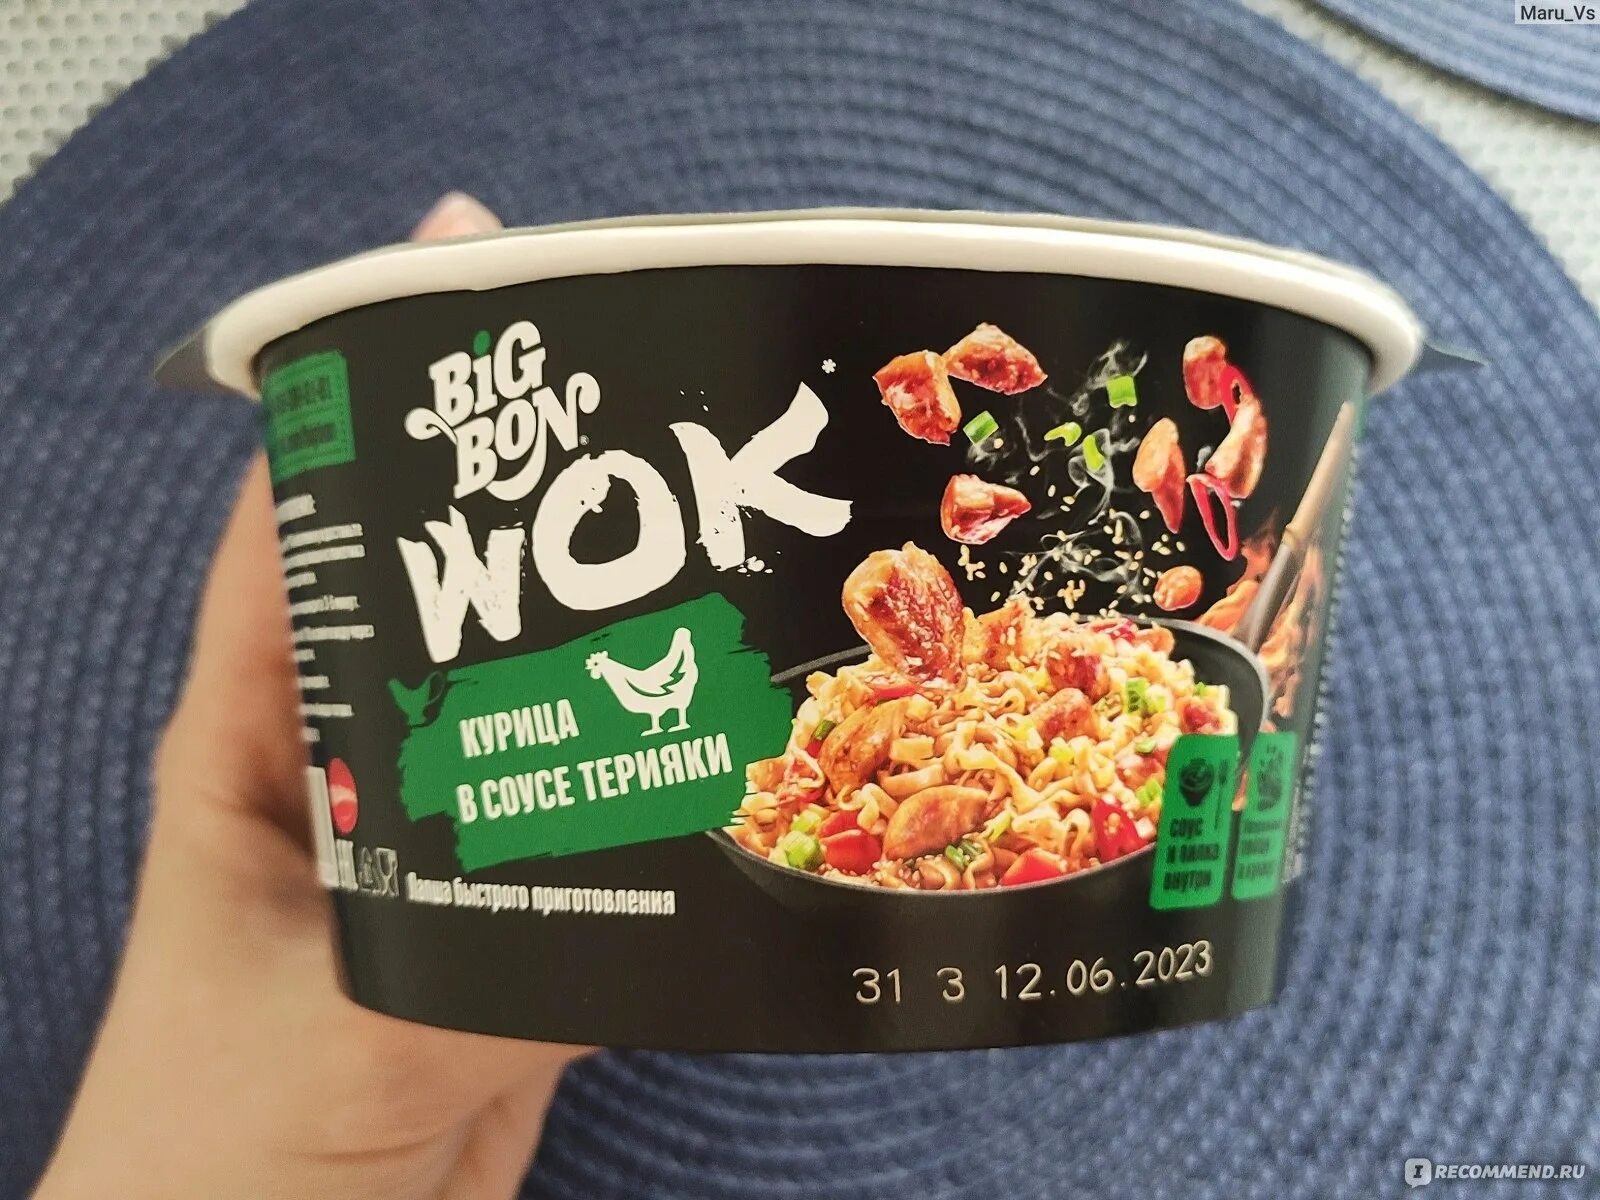 Maru_Vs
BiG
BON®
WOK*
КУРИЦА
В СОУСЕ ТЕРИЯКИ
Лапша быстрого приготовления
СОУС
И ВИЛКА
ВНУТРИ
31 3 12.06.2023
IRECOMMEND.RU